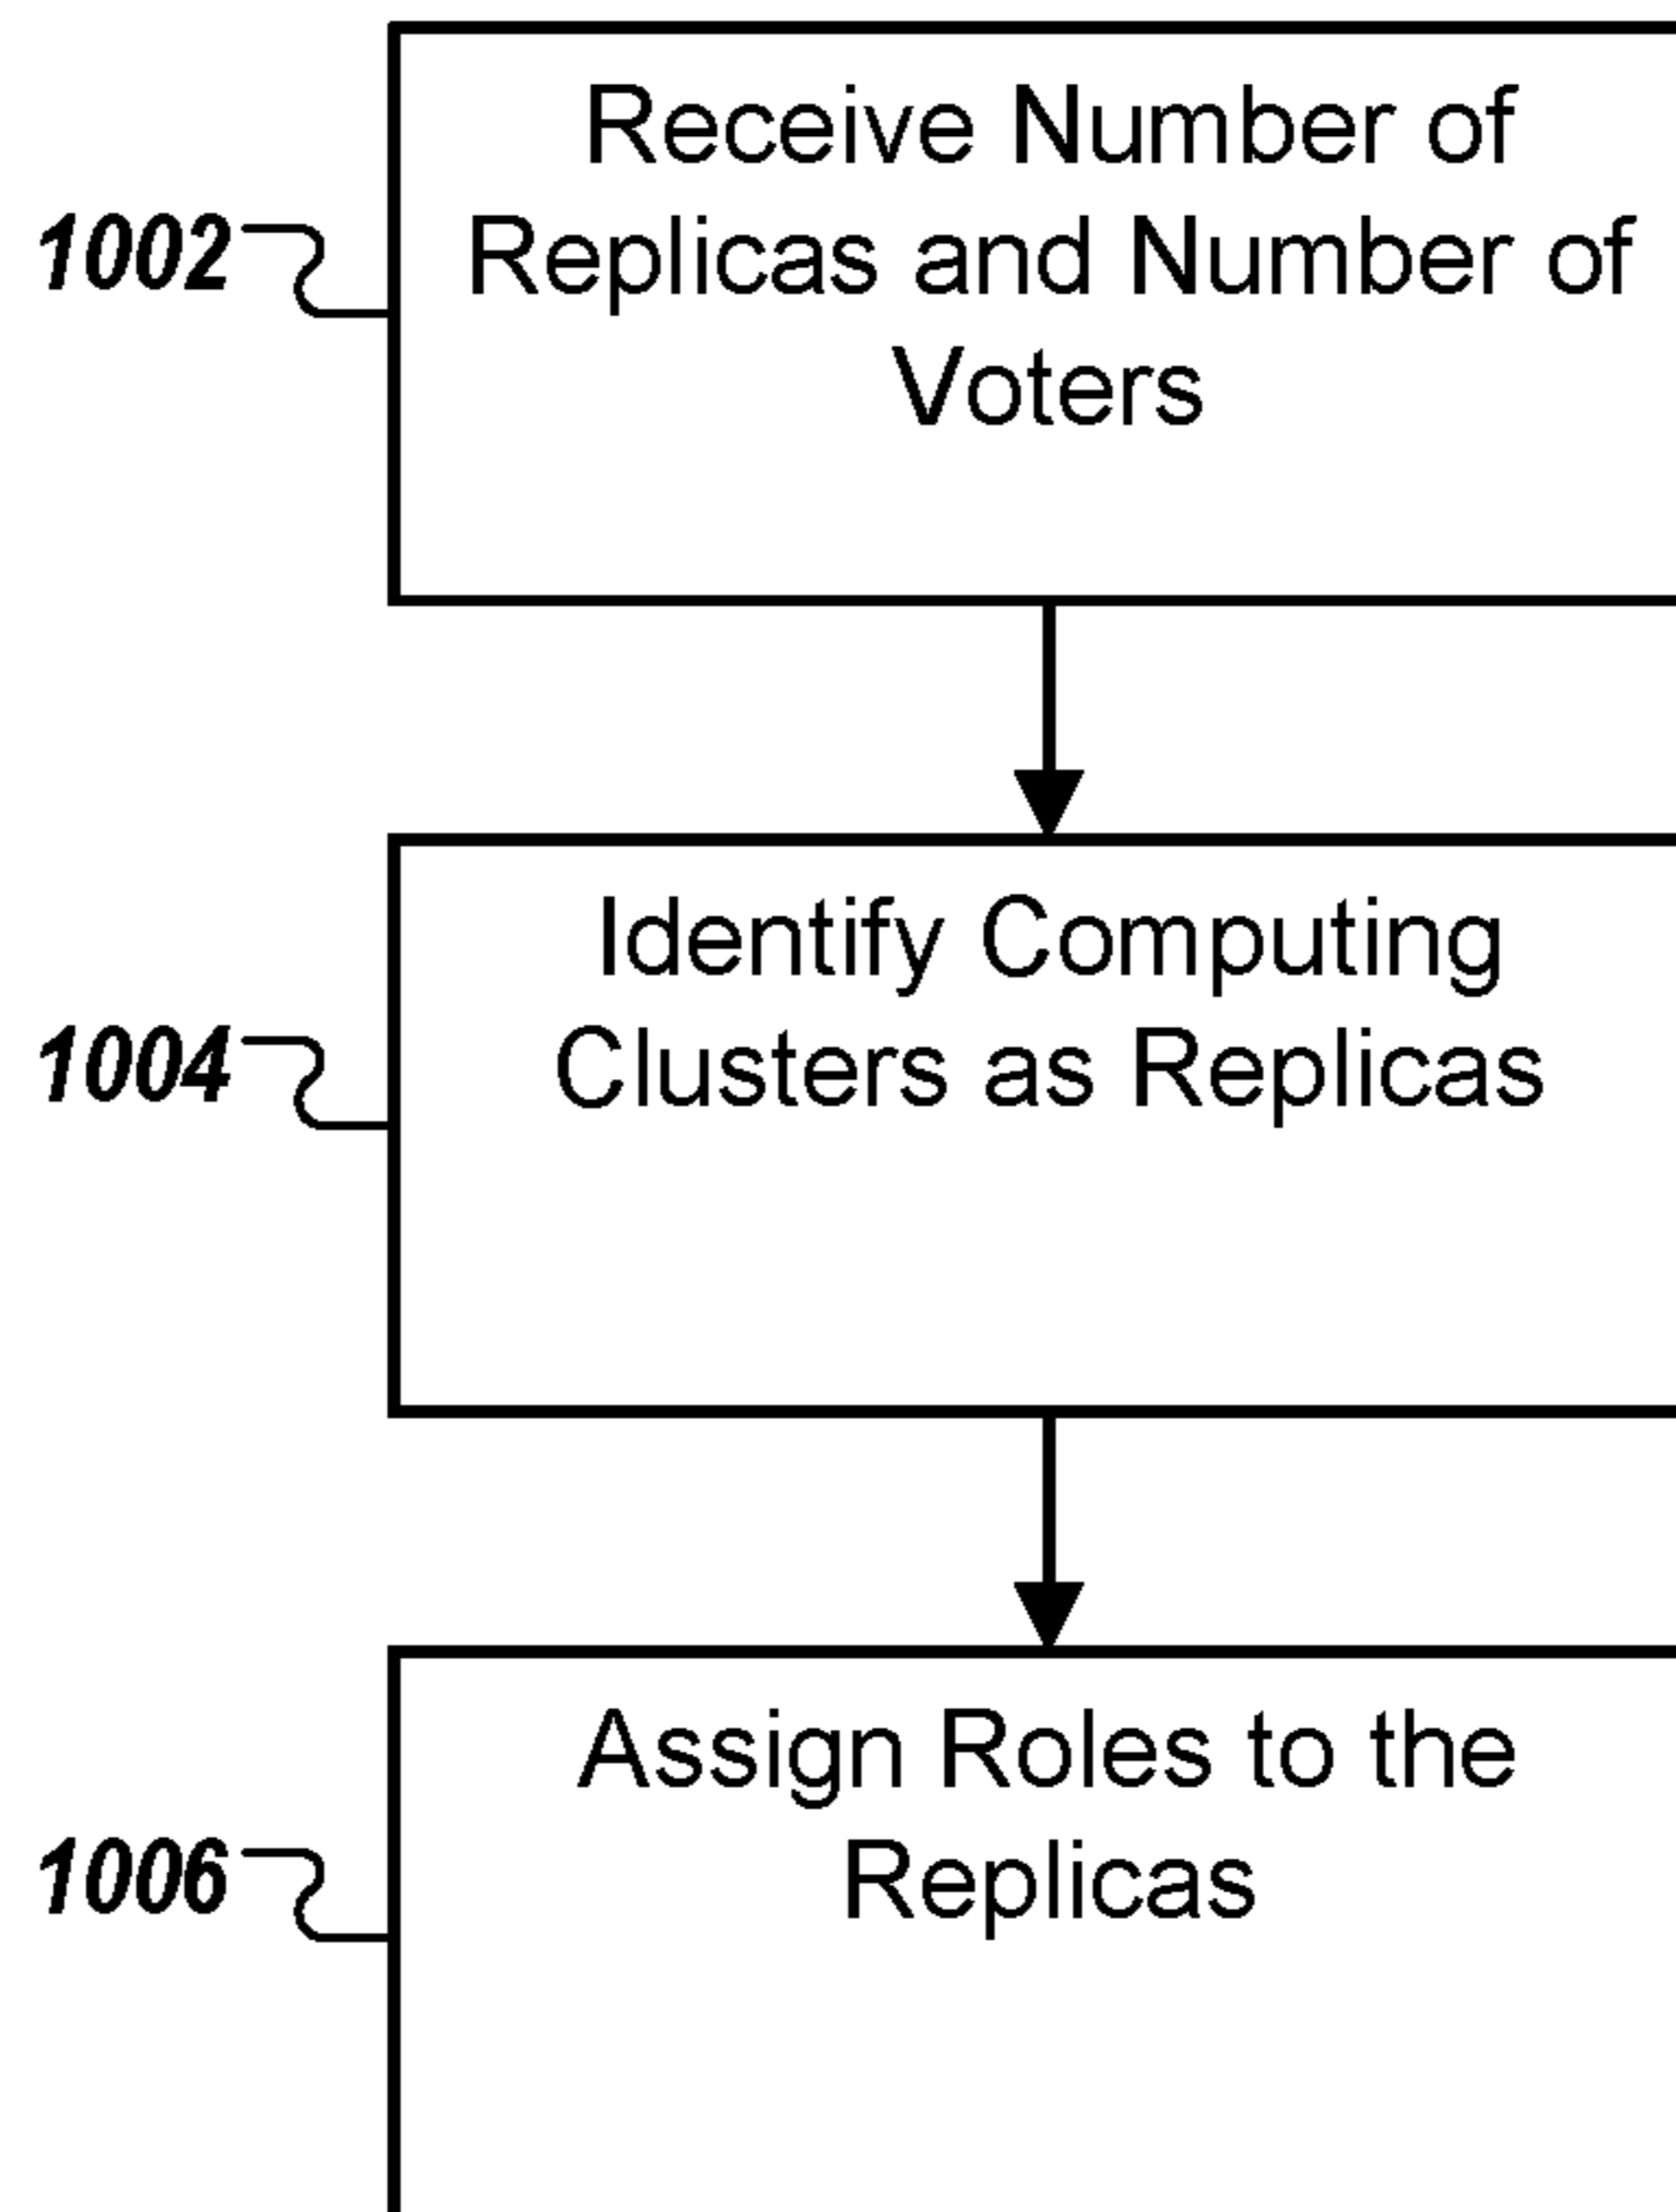 Receive Number of
1002 Replicas and Number of
Voters
Identify Computing
1004 Clusters as Replicas
Assign Roles to the
1006 Replicas